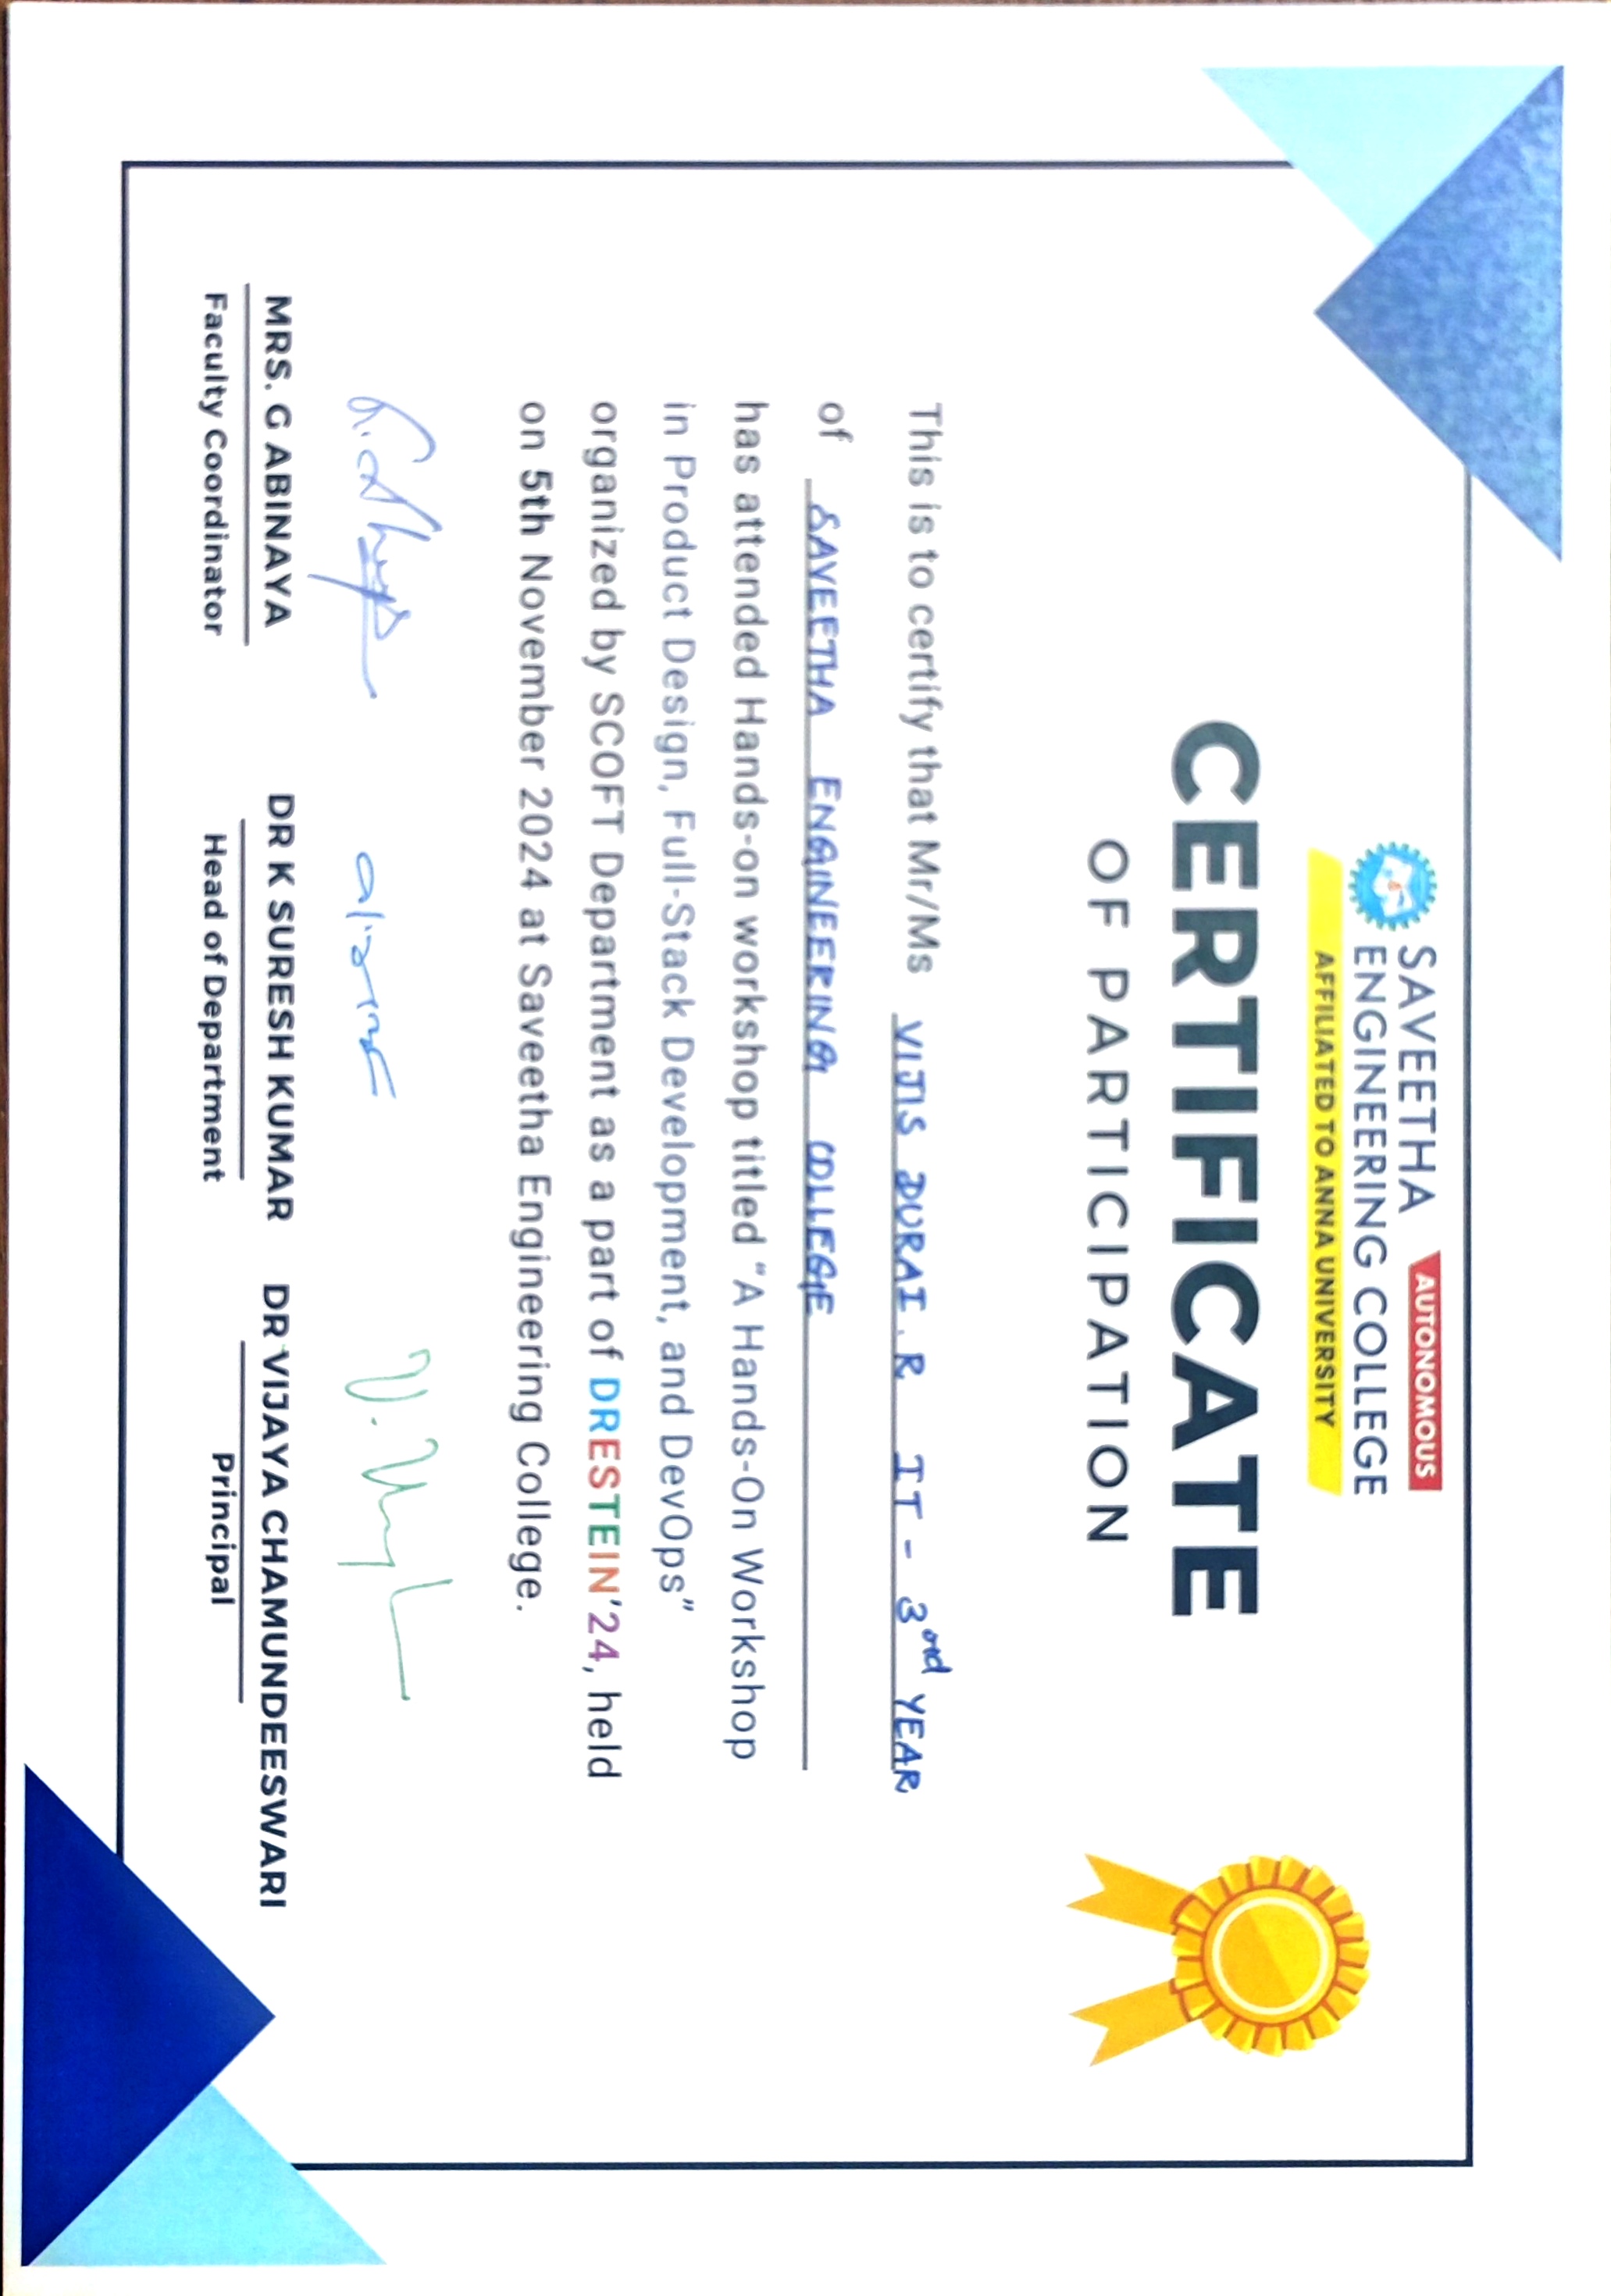 SAVEETHA AUTONOMOUS
ENGINEERING COLLEGE
AFFILIATED TO ANNA UNIVERSITY
CERTIFICATE
OF PARTICIPATION
This is to certify that Mr/Ms VIJIS DURAI. R IT - 3rd YEAR
of SAVEETHA ENGINEERING COLLEGE
has attended Hands-on workshop titled “A Hands-On Workshop
in Product Design, Full-Stack Development, and DevOps”
organized by SCOFT Department as a part of DRESTEIN’24, held
on 5th November 2024 at Saveetha Engineering College.
MRS. G ABINAYA DR K SURESH KUMAR DR VIJAYA CHAMUNDEESWARI
Faculty Coordinator Head of Department Principal